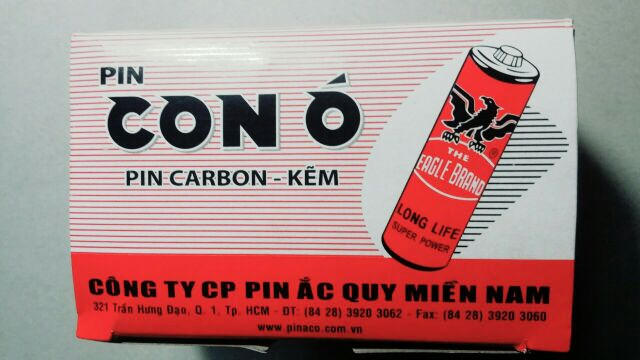 PIN
CON Ó
PIN CARBON - KẼM
®
THE
EAGLE BRAND
LONG LIFE
SUPER POWER
CÔNG TY CP PIN ẮC QUY MIỀN NAM
321 Trần Hưng Đạo, Q. 1, Tp. HCM - ĐT: (84 28) 3920 3062 - Fax: (84 28) 3920 3060
www.pinaco.com.vn